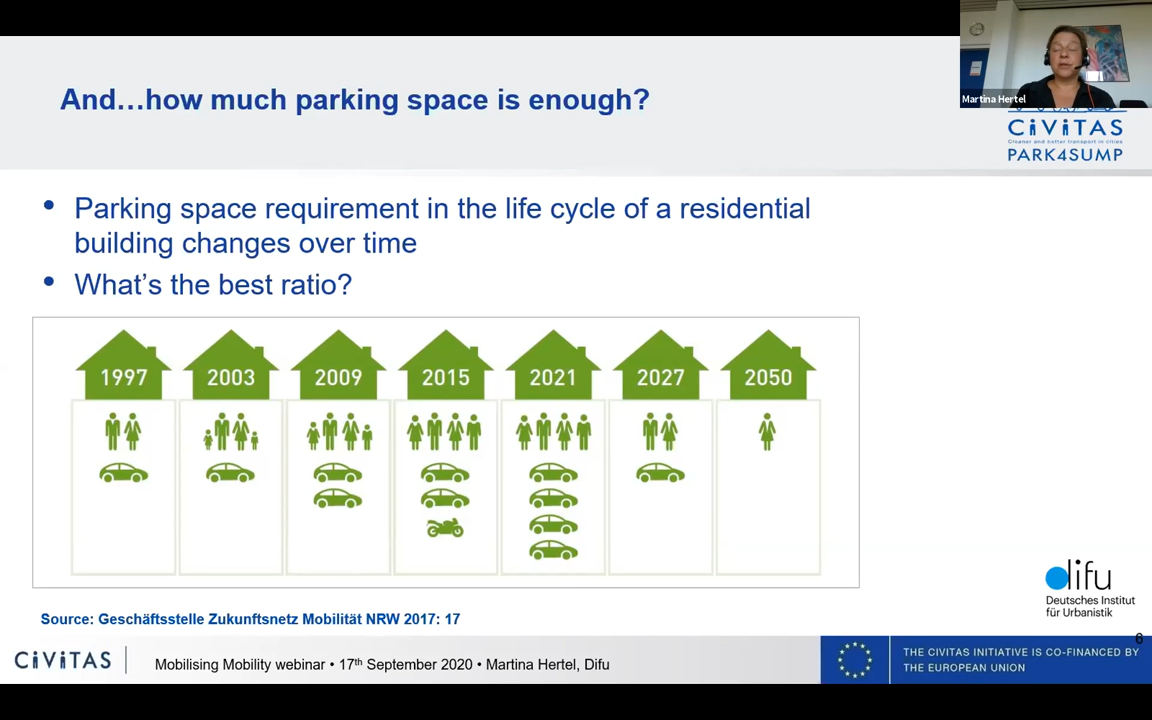 And…how much parking space is enough?
Martina Hertel
CiViTAS
Cleaner and better transport in cities
PARK4SUMP
• Parking space requirement in the life cycle of a residential
building changes over time
• What’s the best ratio?
1997 2003 2009 2015 2021 2027 2050
Source: Geschäftsstelle Zukunftsnetz Mobilität NRW 2017: 17
difu
Deutsches Institut
für Urbanistik
6
CiViTAS
Mobilising Mobility webinar • 17th September 2020 • Martina Hertel, Difu
THE CIVITAS INITIATIVE IS CO-FINANCED BY
THE EUROPEAN UNION